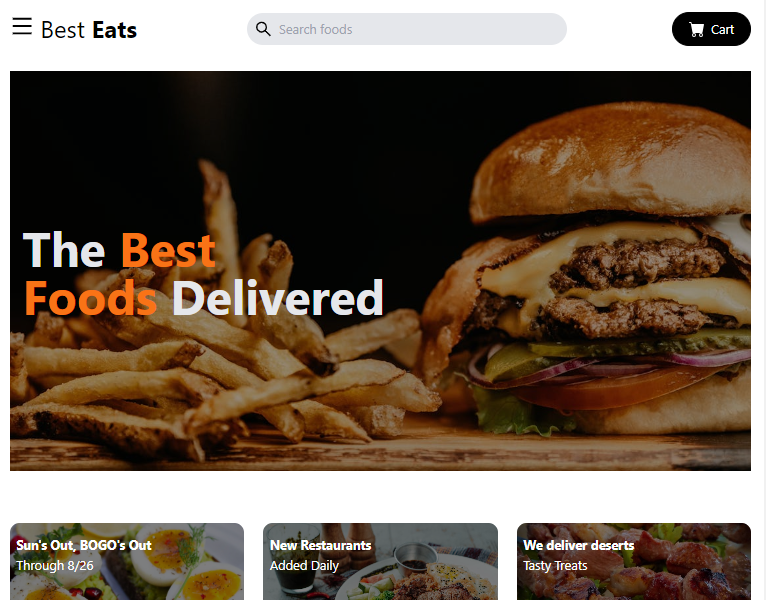 Best Eats
Search foods
Cart
The Best
Foods Delivered
Sun's Out, BOGO's Out
Through 8/26
New Restaurants
Added Daily
We deliver deserts
Tasty Treats